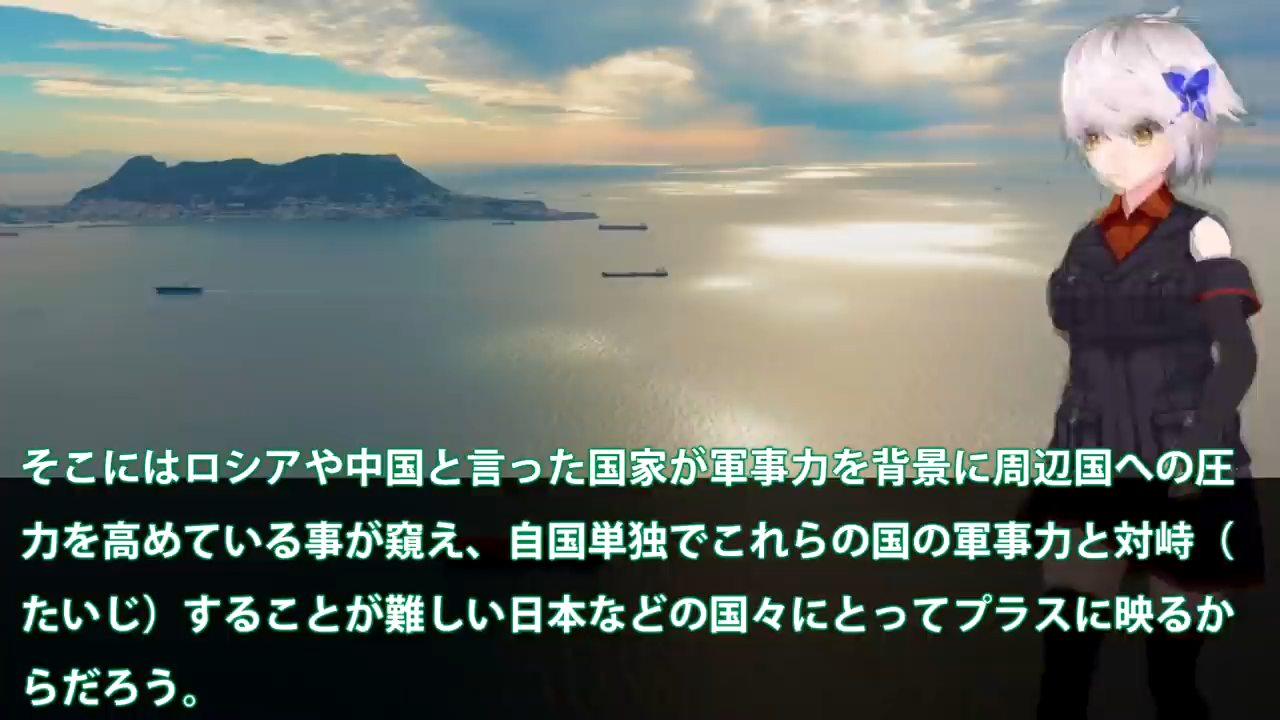 そこにはロシアや中国と言った国家が軍事力を背景に周辺国への圧
力を高めている事が窺え、自国単独でこれらの国の軍事力と対峙（
たいじ）することが難しい日本などの国々にとってプラスに映るか
らだろう。